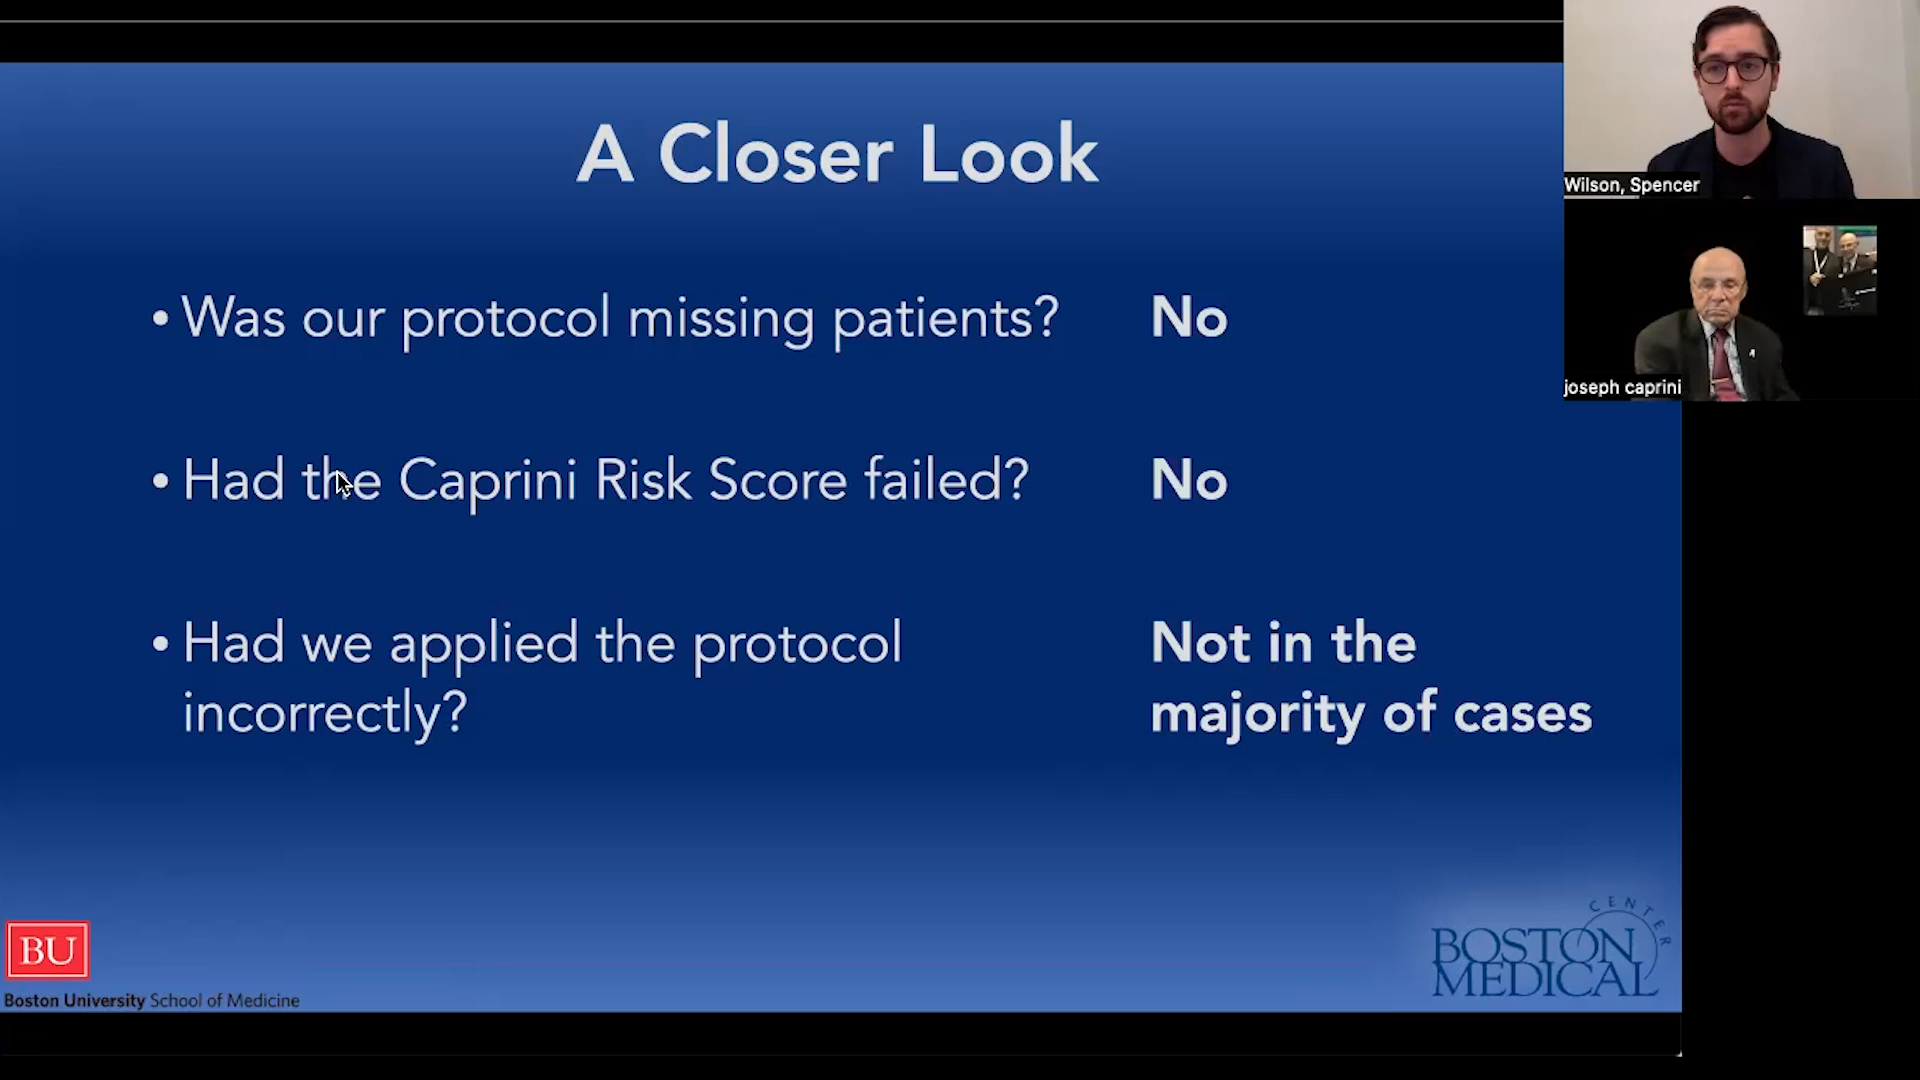 A Closer Look
• Was our protocol missing patients? No
• Had the Caprini Risk Score failed? No
• Had we applied the protocol Not in the
incorrectly? majority of cases
Wilson, Spencer
joseph caprini
BU
Boston University School of Medicine
BOSTON
MEDICAL
CENTER